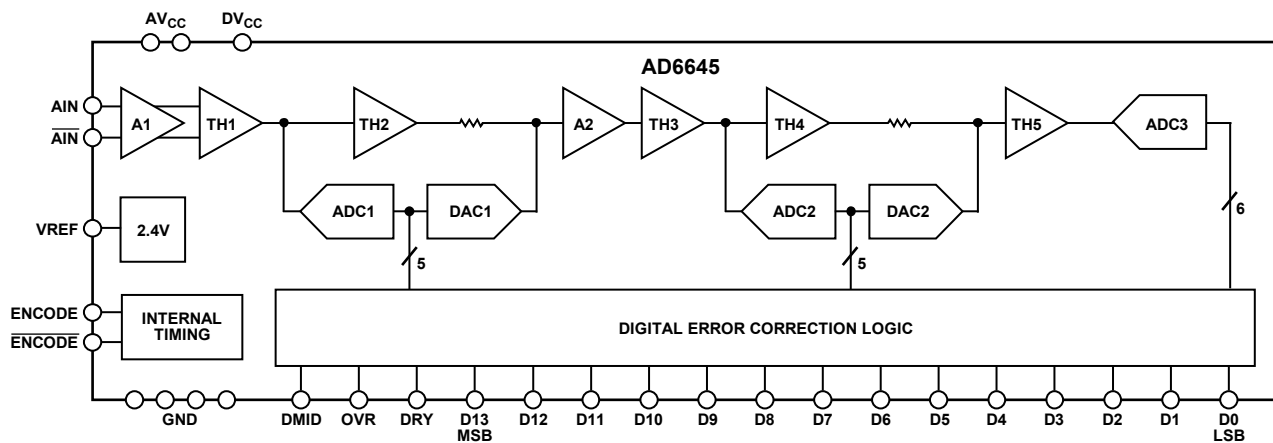 AVCC DVCC
AD6645
AIN
AIN
A1 TH1 TH2 A2 TH3 TH4 TH5 ADC3
ADC1 DAC1 ADC2 DAC2
VREF 2.4V
5 5 6
ENCODE
ENCODE
INTERNAL
TIMING
DIGITAL ERROR CORRECTION LOGIC
GND DMID OVR DRY D13 D12 D11 D10 D9 D8 D7 D6 D5 D4 D3 D2 D1 D0
MSB LSB